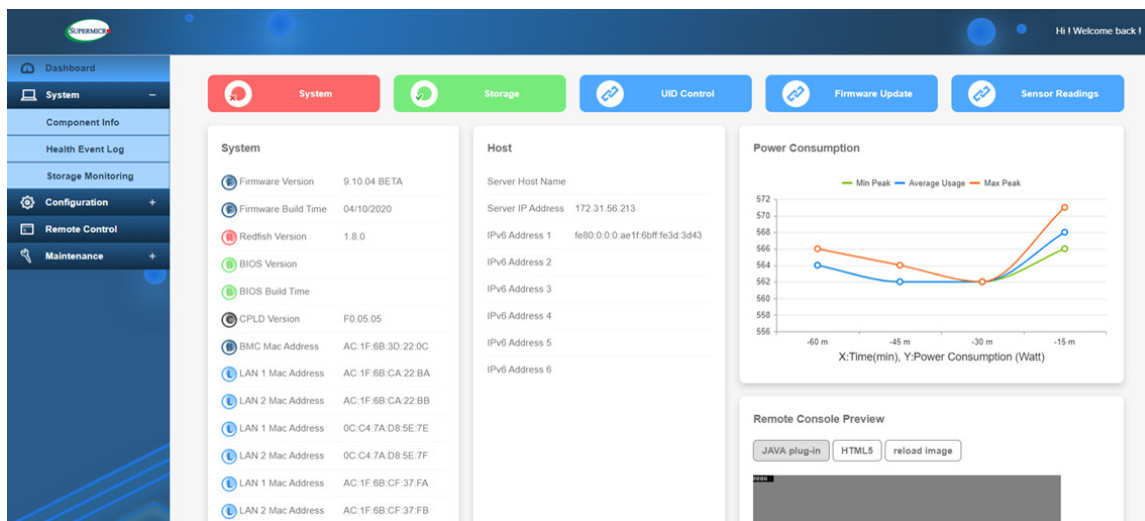 SUPERMICR
Hi ! Welcome back !
Dashboard
System
Component Info
Health Event Log
Storage Monitoring
Configuration
Remote Control
Maintenance
System
Storage
UID Control
Firmware Update
Sensor Readings
System
Firmware Version 9.10.04 BETA
Firmware Build Time 04/10/2020
Redfish Version 1.8.0
BIOS Version
BIOS Build Time
CPLD Version F0.05.05
BMC Mac Address AC:1F:6B:3D:22:0C
LAN 1 Mac Address AC:1F:6B:CA:22:BA
LAN 2 Mac Address AC:1F:6B:CA:22:BB
LAN 1 Mac Address 0C:C4:7A:D8:5E:7E
LAN 2 Mac Address 0C:C4:7A:D8:5E:7F
LAN 1 Mac Address AC:1F:6B:CF:37:FA
LAN 2 Mac Address AC:1F:6B:CF:37:FB
Host
Server Host Name
Server IP Address 172.31.56.213
IPv6 Address 1 fe80:0:0:0:ae1f:6bff:fe3d:3d43
IPv6 Address 2
IPv6 Address 3
IPv6 Address 4
IPv6 Address 5
IPv6 Address 6
Power Consumption
Min Peak Average Usage Max Peak
572
570
568
566
564
562
560
558
556
-60 m -45 m -30 m -15 m
X:Time(min), Y:Power Consumption (Watt)
Remote Console Preview
JAVA plug-in HTML5 reload image